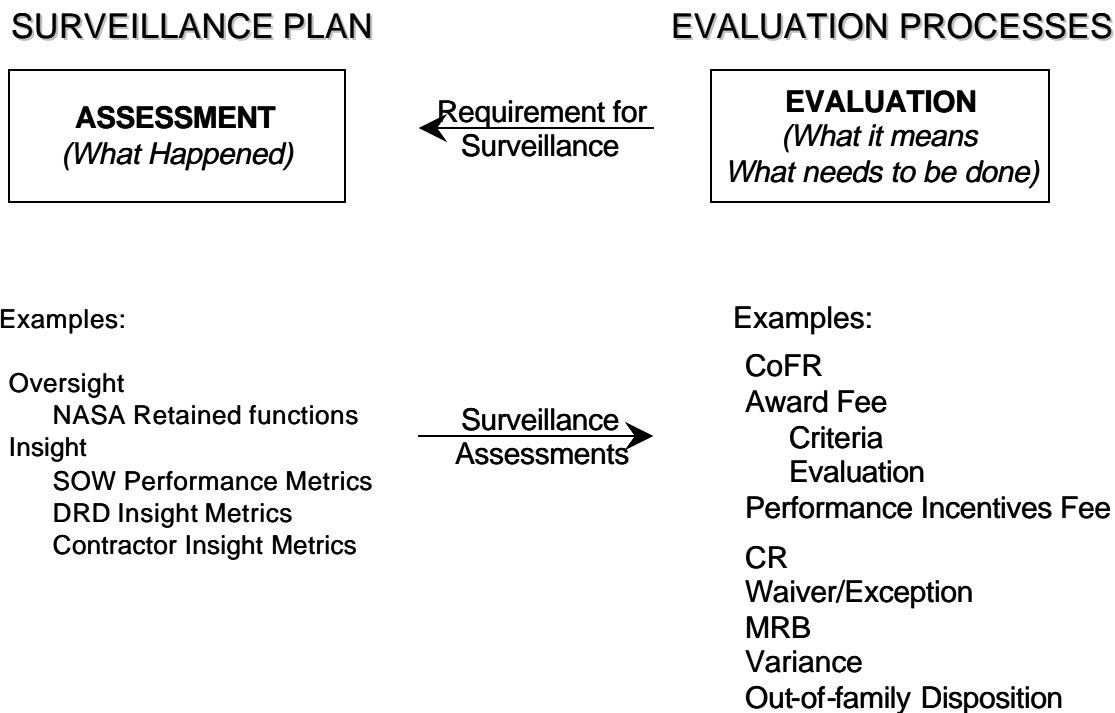 SURVEILLANCE PLAN
EVALUATION PROCESSES
ASSESSMENT
(What Happened)
Requirement for
Surveillance
EVALUATION
(What it means
What needs to be done)
Examples:
Oversight
NASA Retained functions
Insight
SOW Performance Metrics
DRD Insight Metrics
Contractor Insight Metrics
Surveillance
Assessments
Examples:
CoFR
Award Fee
Criteria
Evaluation
Performance Incentives Fee
CR
Waiver/Exception
MRB
Variance
Out-of-family Disposition